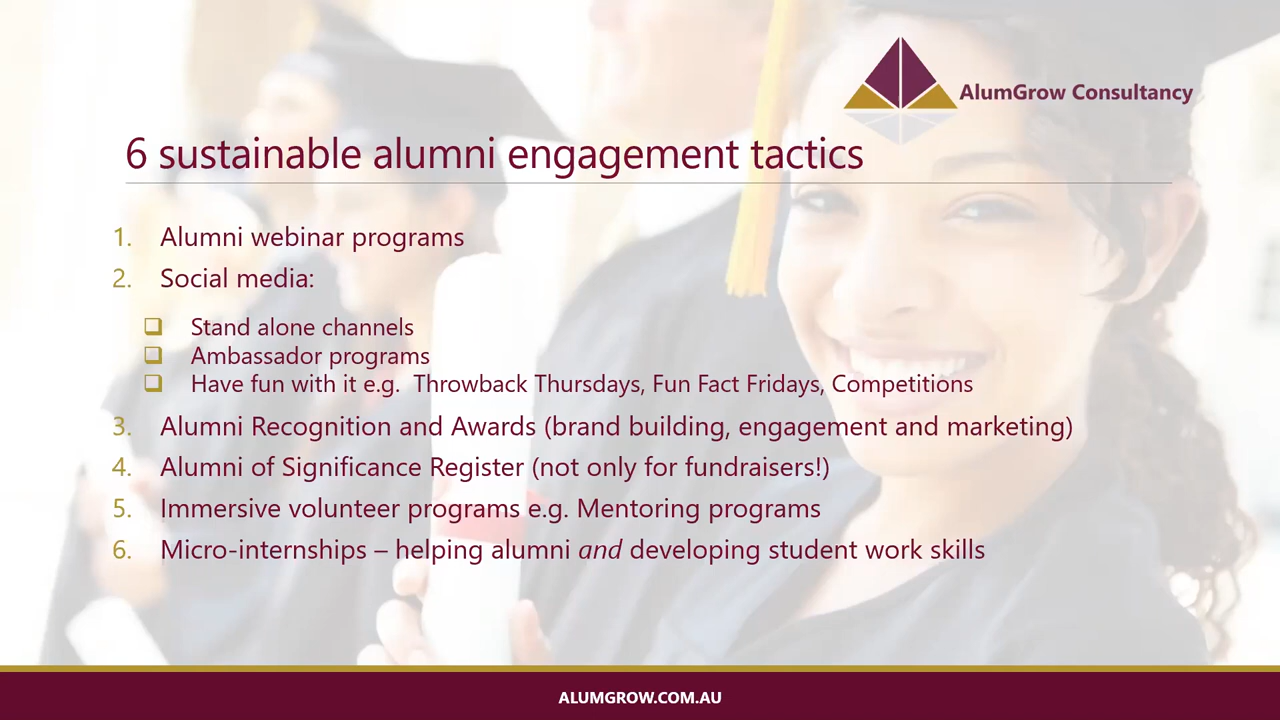 AlumGrow Consultancy
6 sustainable alumni engagement tactics
1. Alumni webinar programs
2. Social media:
❑ Stand alone channels
❑ Ambassador programs
❑ Have fun with it e.g.  Throwback Thursdays, Fun Fact Fridays, Competitions
3. Alumni Recognition and Awards (brand building, engagement and marketing)
4. Alumni of Significance Register (not only for fundraisers!)
5. Immersive volunteer programs e.g. Mentoring programs
6. Micro-internships – helping alumni and developing student work skills
ALUMGROW.COM.AU